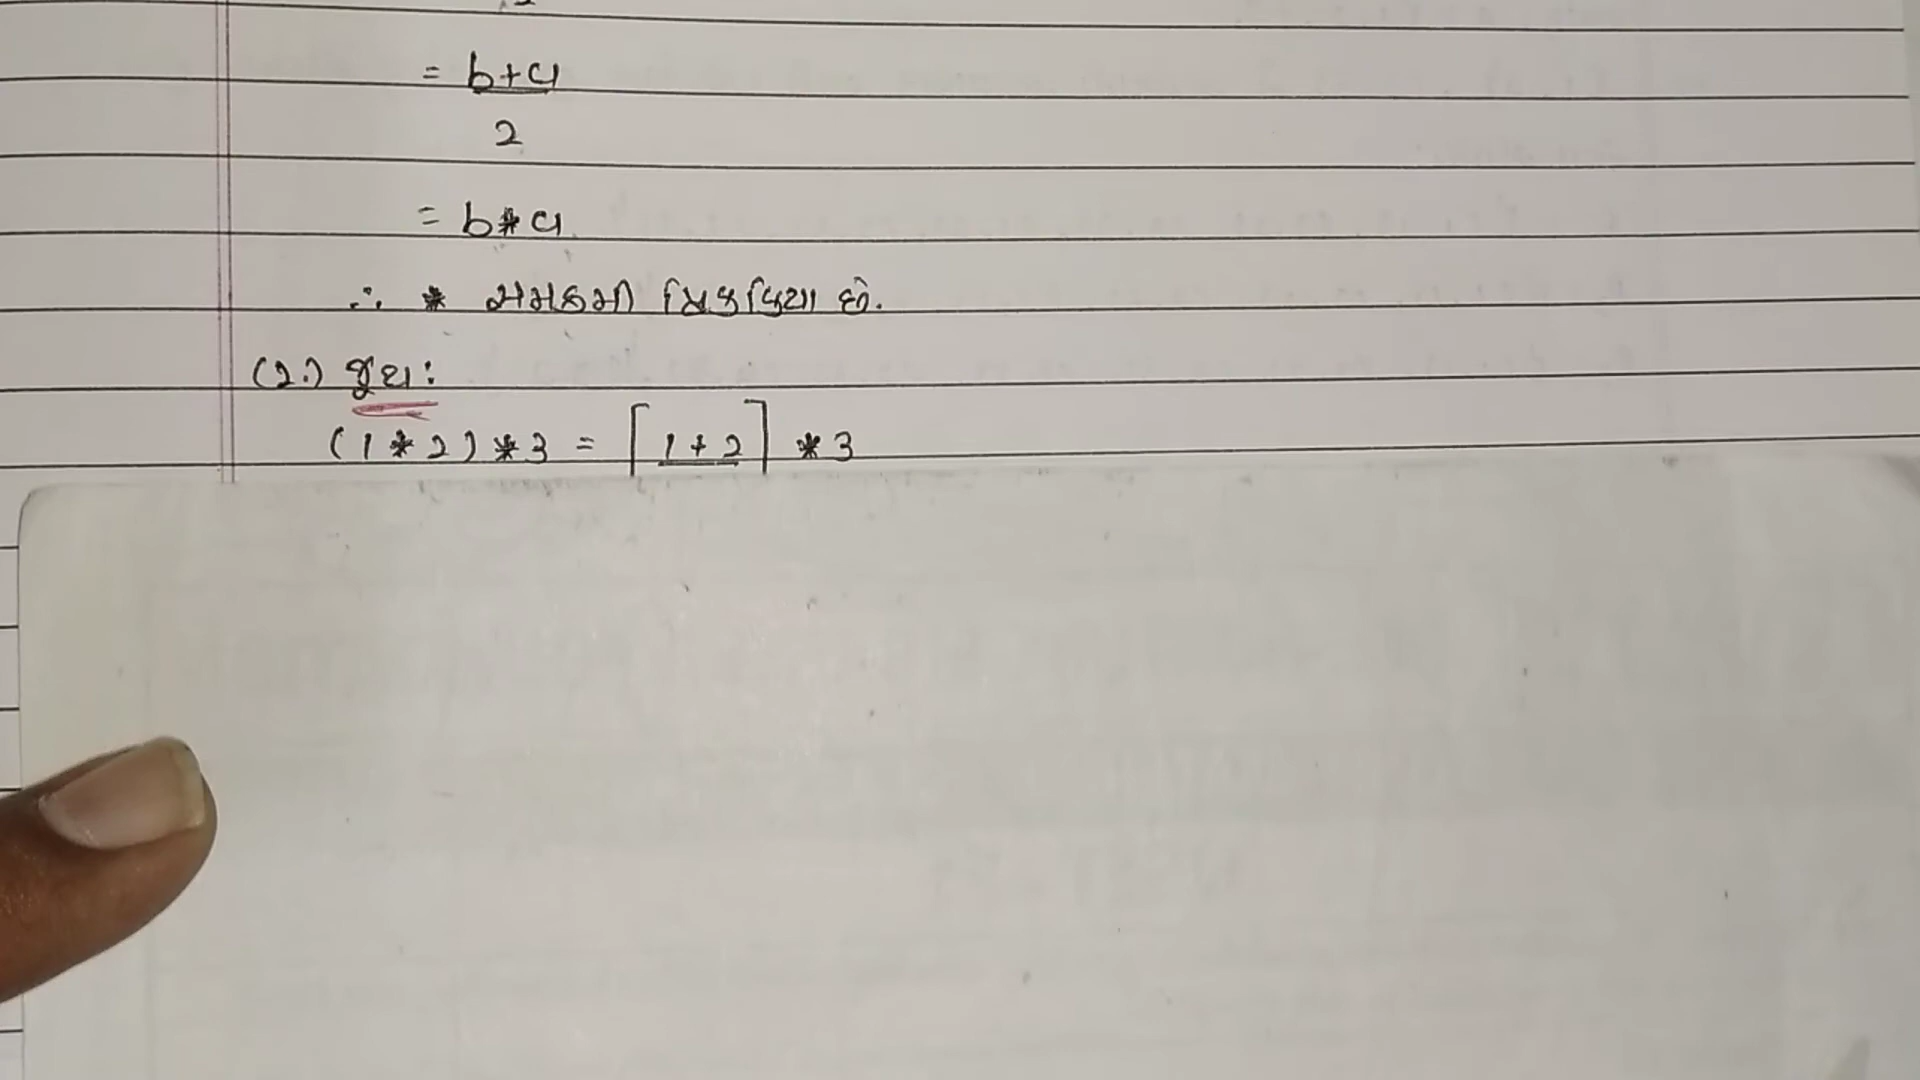 = b+a
2
= b * a
∴ * સમક્રમી દ્વિક્ક્રિયા છે.
(2.) જૂથ:
(1 * 2) * 3 = [1 + 2] * 3